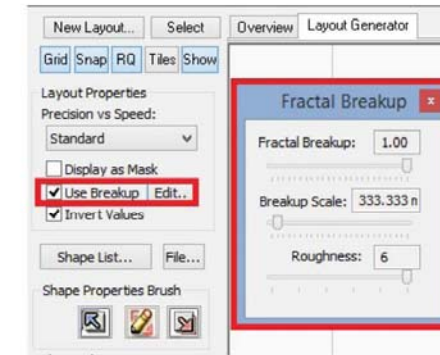 New Layout... Select
Overview Layout Generator
Grid Snap RQ Tiles Show
Layout Properties
Precision vs Speed:
Standard
Display as Mask
Use Breakup Edit..
Invert Values
Shape List... File...
Shape Properties Brush
Fractal Breakup x
Fractal Breakup: 1.00
Breakup Scale: 333.333 n
Roughness: 6